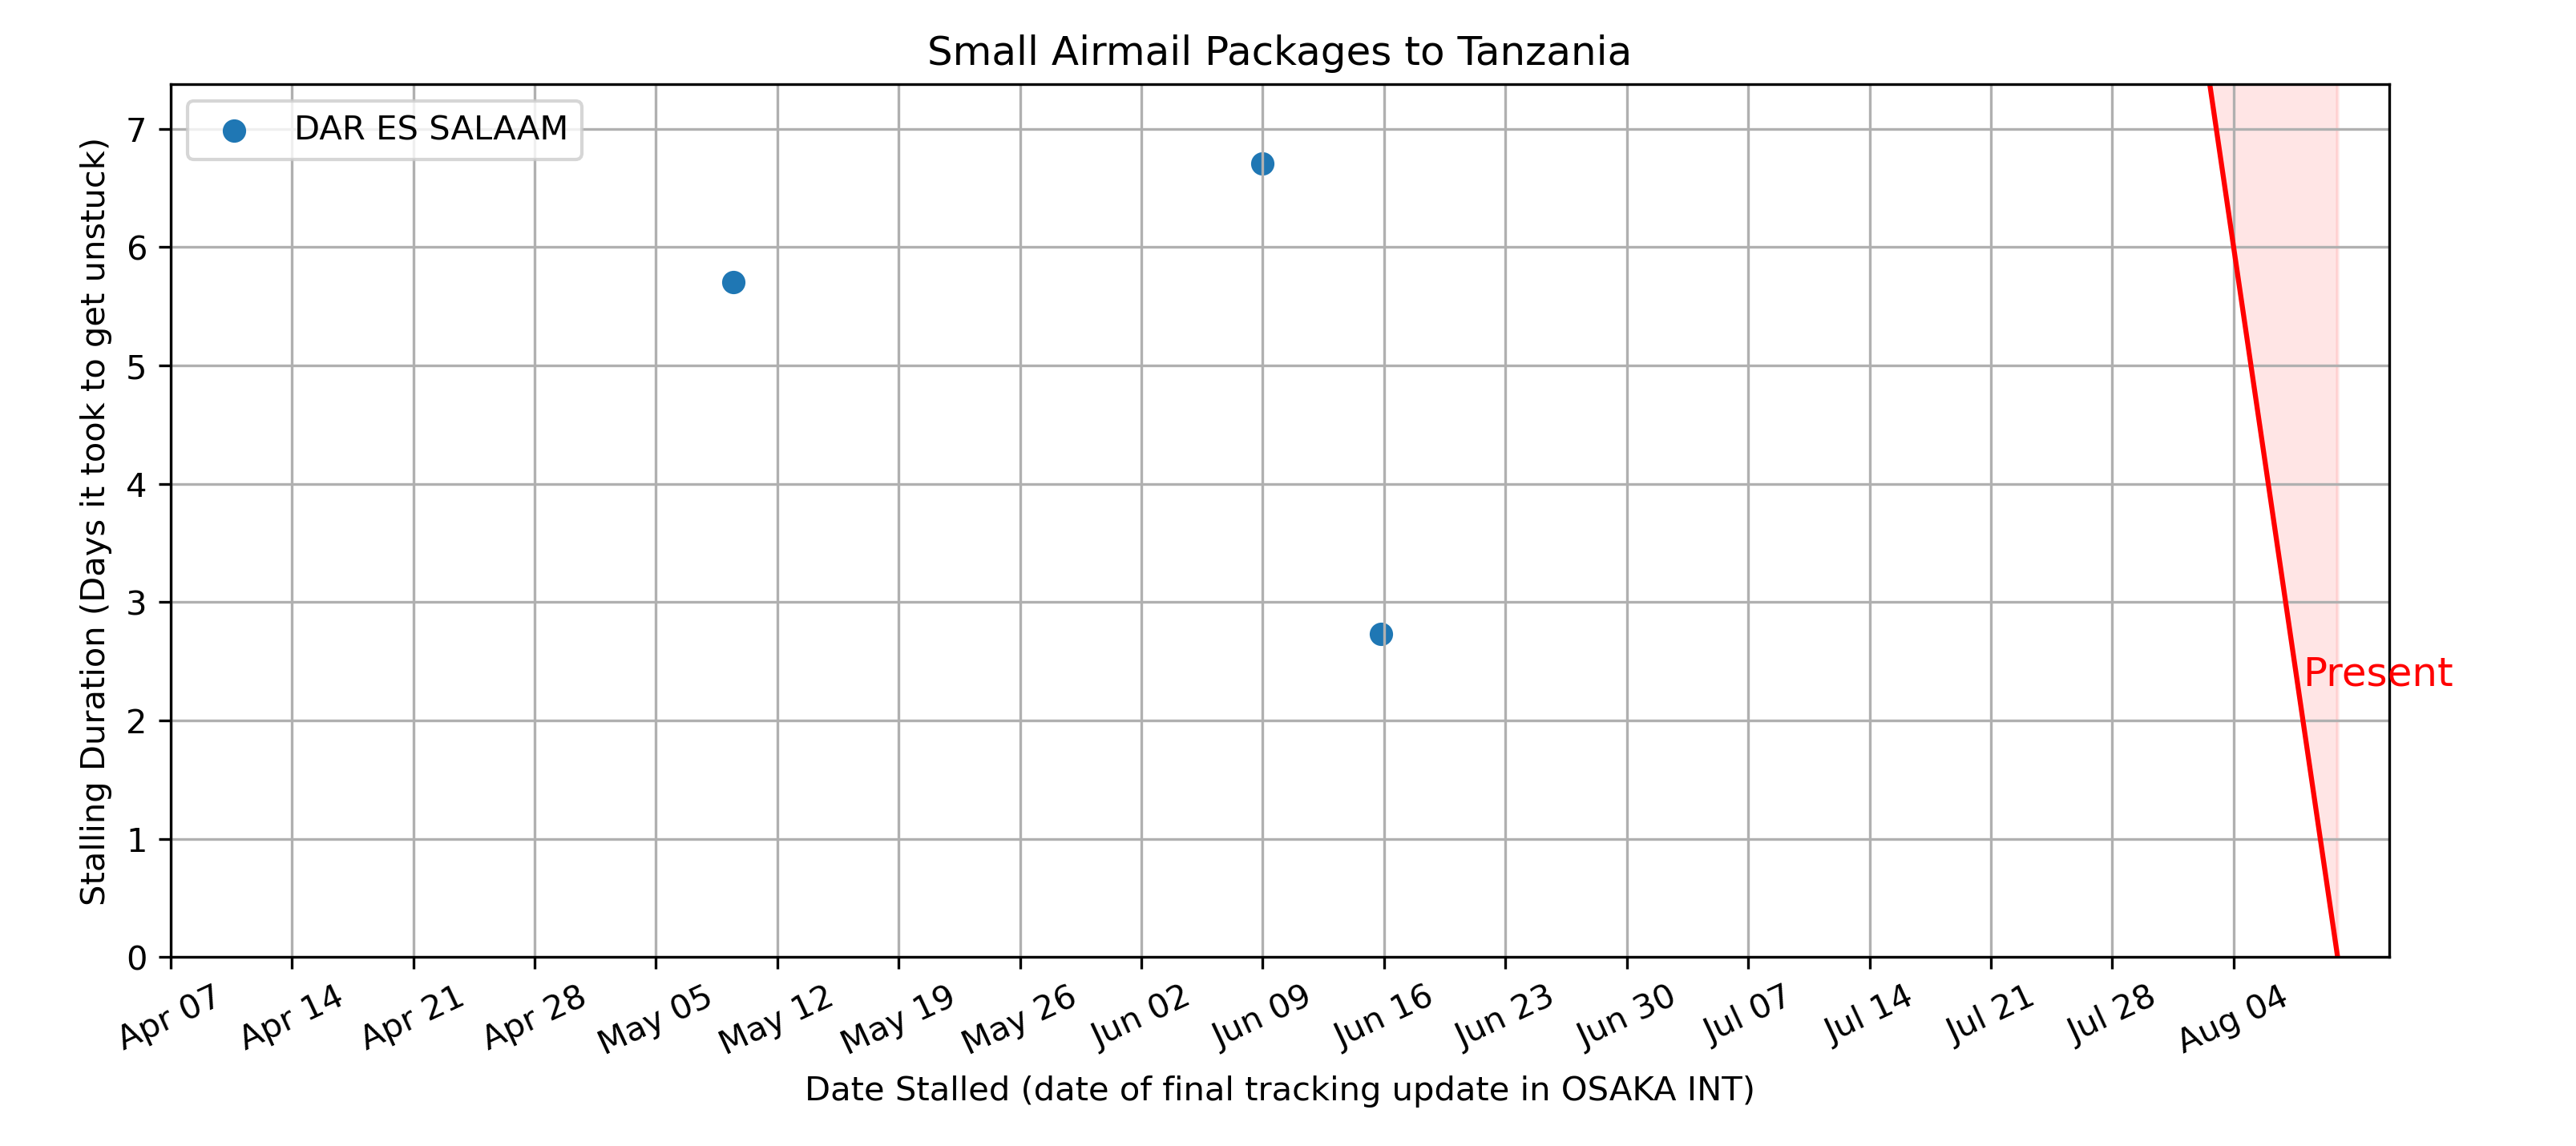 Small Airmail Packages to Tanzania
DAR ES SALAAM
Stalling Duration (Days it took to get unstuck)
7
6
5
4
3
2
1
0
Present
Apr 07
Apr 14
Apr 21
Apr 28
May 05
May 12
May 19
May 26
Jun 02
Jun 09
Jun 16
Jun 23
Jun 30
Jul 07
Jul 14
Jul 21
Jul 28
Aug 04
Date Stalled (date of final tracking update in OSAKA INT)